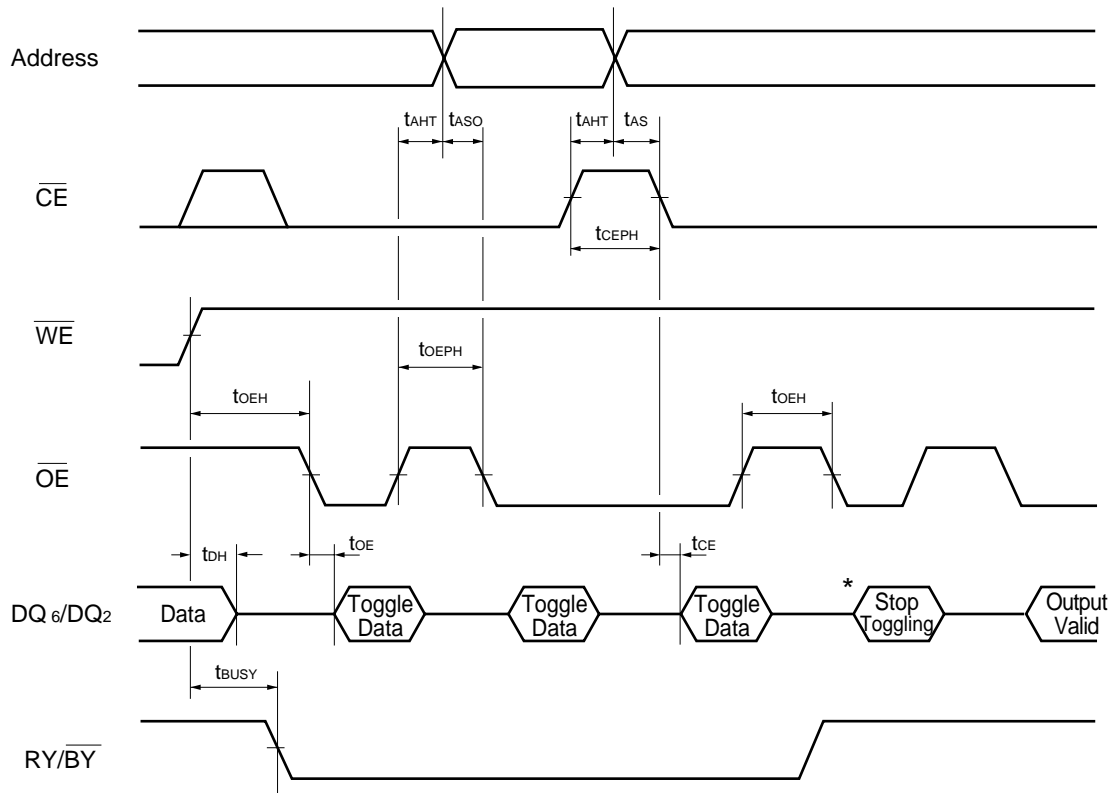 Address
tAHT tASO tAHT tAS
CE
tCEPH
WE
tOEPH
tOEH tOEH
OE
tDH tOE tCE
*
DQ6/DQ2 Data Toggle Data Toggle Data Toggle Data Stop Toggling Output Valid
tBUSY
RY/BY